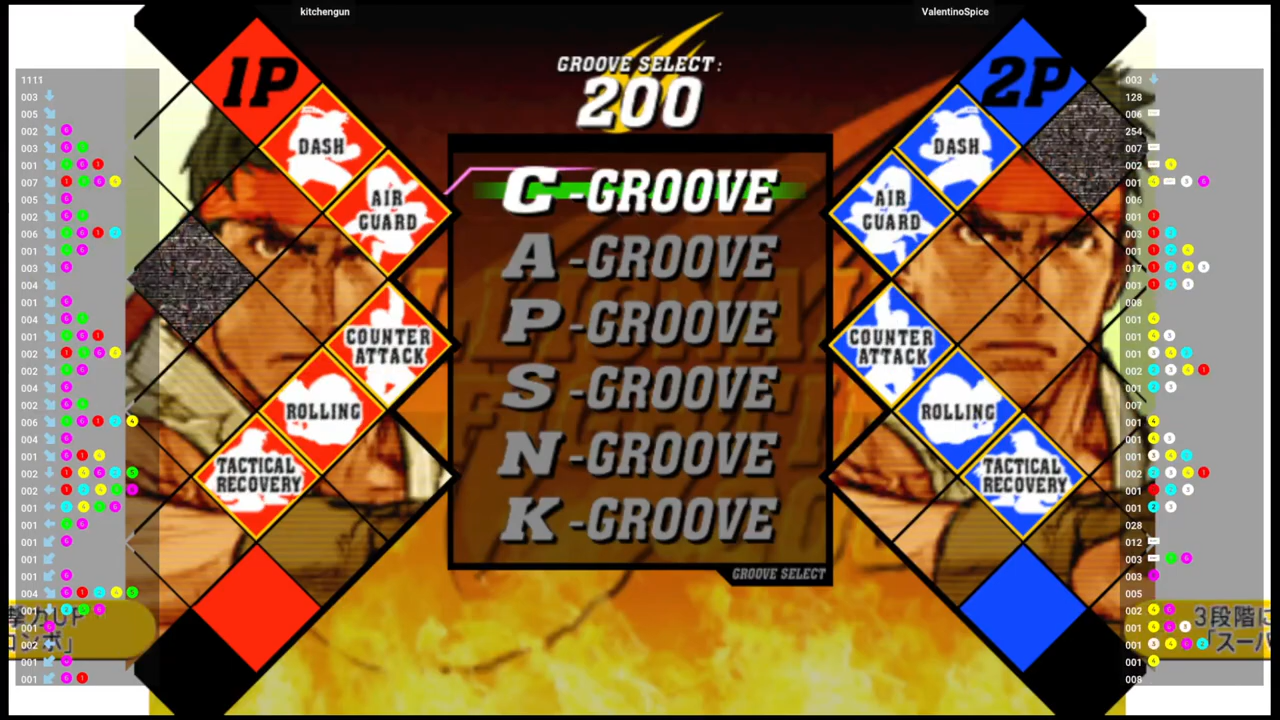 kitchengun
ValentinoSpice
1P
2P
GROOVE SELECT:
200
DASH
AIR
GUARD
COUNTER
ATTACK
ROLLING
TACTICAL
RECOVERY
C-GROOVE
A-GROOVE
P-GROOVE
S-GROOVE
N-GROOVE
K-GROOVE
GROOVE SELECT
DASH
AIR
GUARD
COUNTER
ATTACK
ROLLING
TACTICAL
RECOVERY
003
005
002
003
001
007
005
002
006
001
003
004
001
004
001
002
002
004
002
006
004
001
002
002
001
001
001
001
001
004
001
001
002
001
001
003
128
006
254
007
002
001
006
001
003
001
017
001
008
001
001
001
002
001
007
001
001
001
002
001
001
028
012
003
003
005
002
001
001
001
008
3段階に
「スーパ